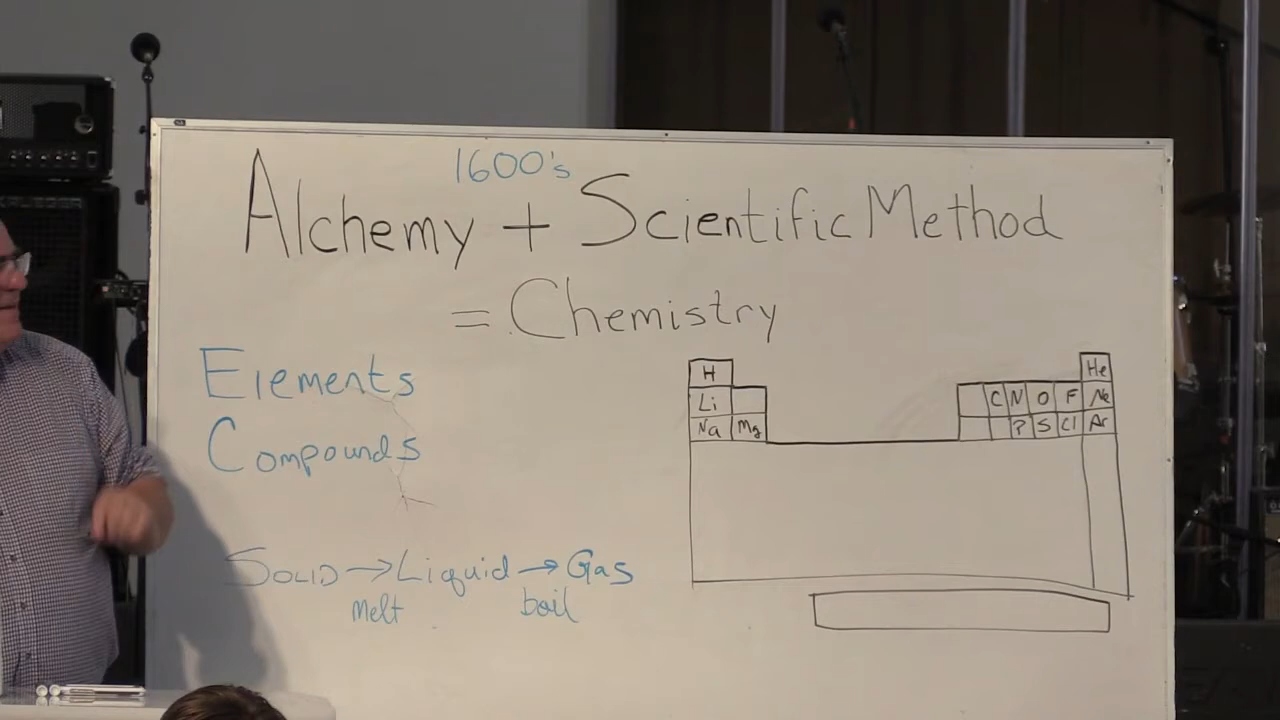 1600's
Alchemy + Scientific Method
= Chemistry
Elements
Compounds
Solid → Liquid → Gas
melt boil
H He
Li C N O F Ne
Na Mg P S Cl Ar